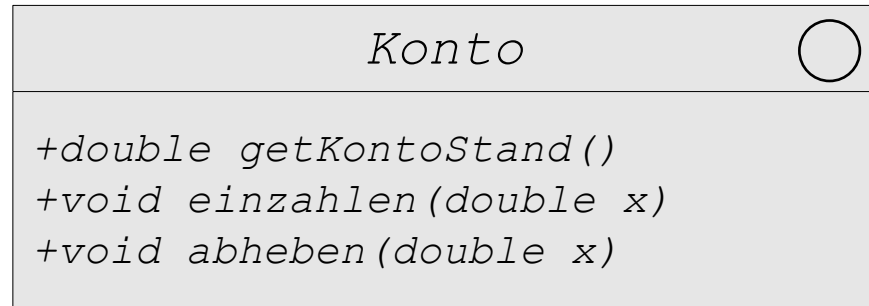 Konto
+double getKontoStand()
+void einzahlen(double x)
+void abheben(double x)